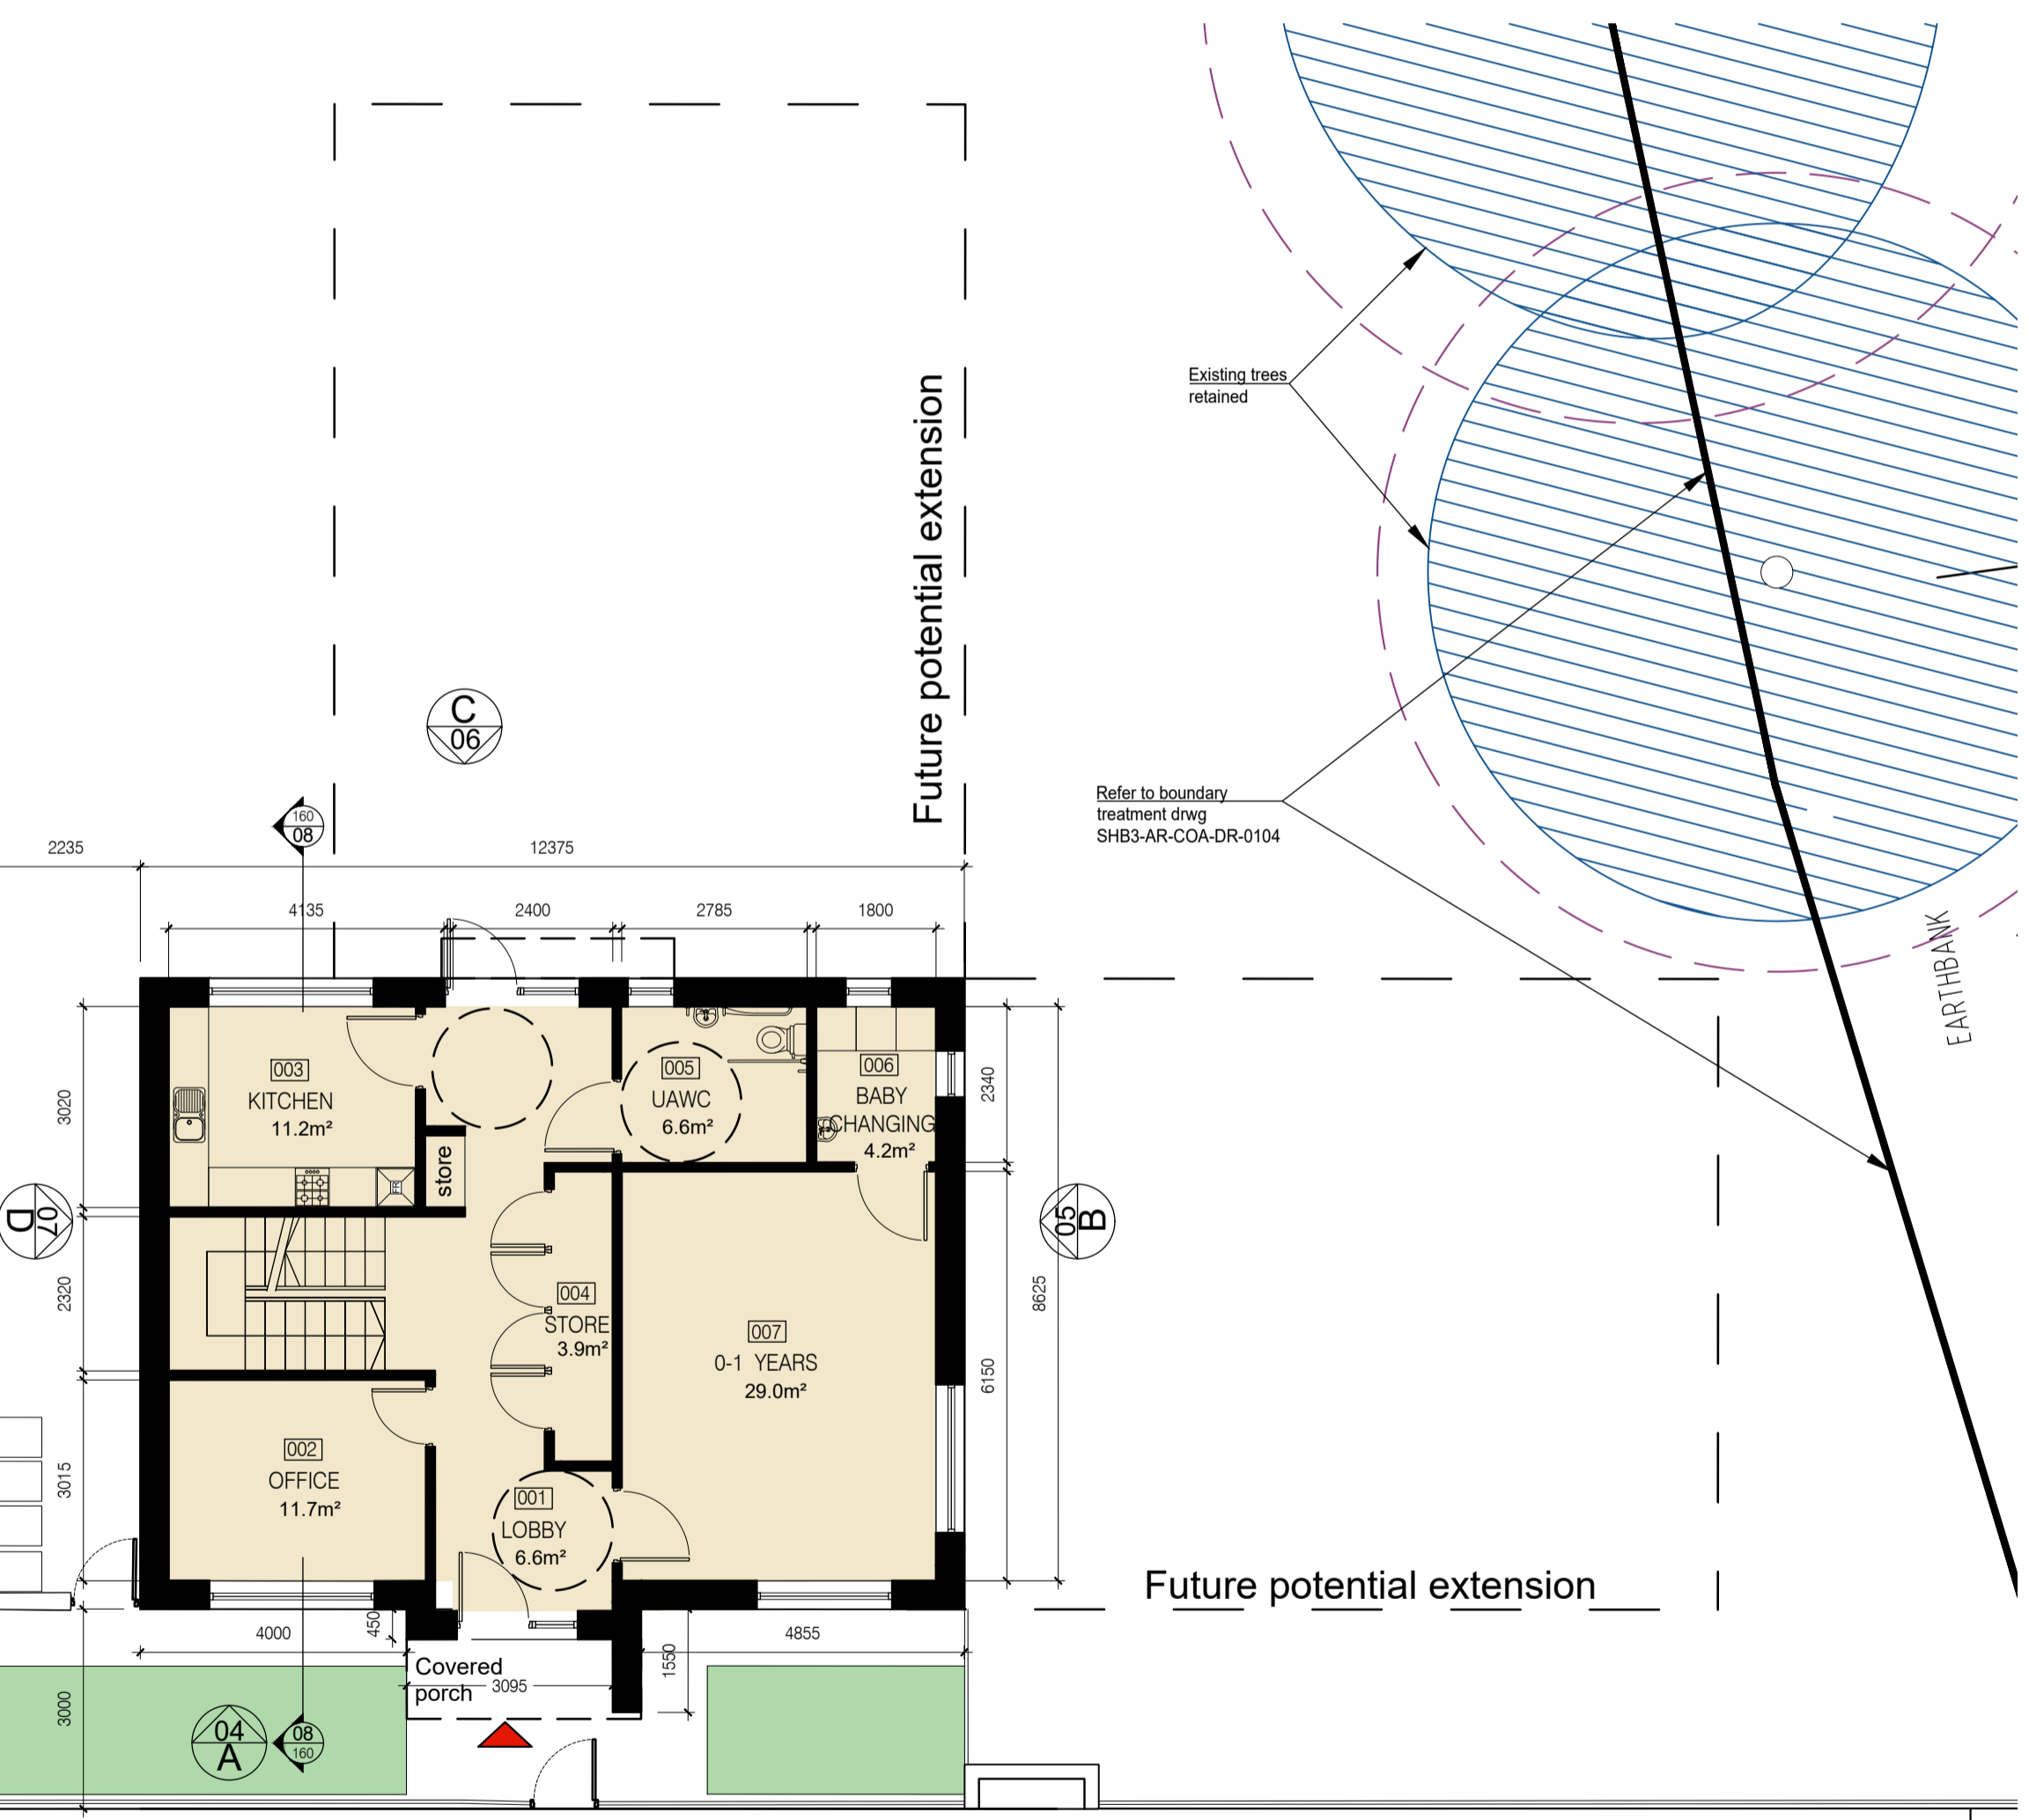 Future potential extension
Existing trees
retained
C
06
Refer to boundary
treatment drwg
SHB3-AR-COA-DR-0104
160
08
2235
12375
4135
2400
2785
1800
EARTHBANK
003
KITCHEN
11.2m²
005
UAWC
6.6m²
006
BABY
CHANGING
4.2m²
3020
2340
store
FR
07
D
05
B
2320
8625
004
STORE
3.9m²
007
0-1 YEARS
29.0m²
6150
002
OFFICE
11.7m²
3015
001
LOBBY
6.6m²
Future potential extension
4000
450
4855
1550
Covered
porch
3095
3000
04
A
08
160